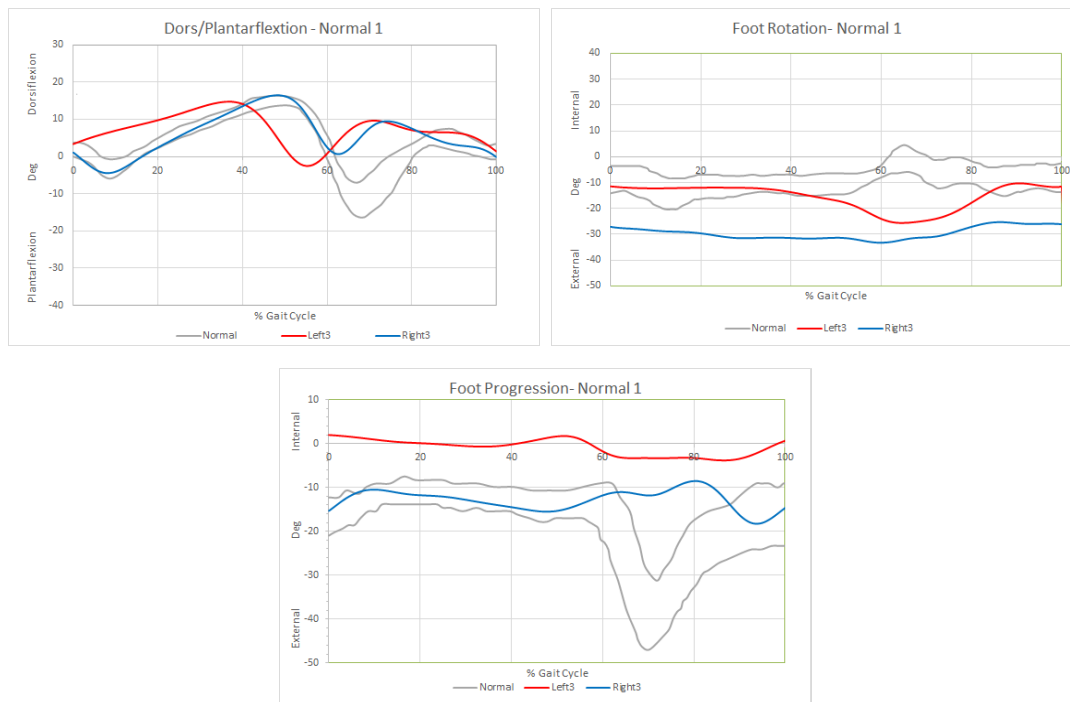 Dors/Plantarflextion - Normal 1
30
20
10
0
-10
-20
-30
-40
Dorsiflexion
Deg
Plantarflexion
0 20 40 60 80 100
% Gait Cycle
Normal Left3 Right3
Foot Rotation- Normal 1
40
30
20
10
0
-10
-20
-30
-40
-50
Internal
Deg
External
0 20 40 60 80 100
% Gait Cycle
Normal Left3 Right3
Foot Progression- Normal 1
10
0
-10
-20
-30
-40
-50
Internal
Deg
External
0 20 40 60 80 100
% Gait Cycle
Normal Left3 Right3